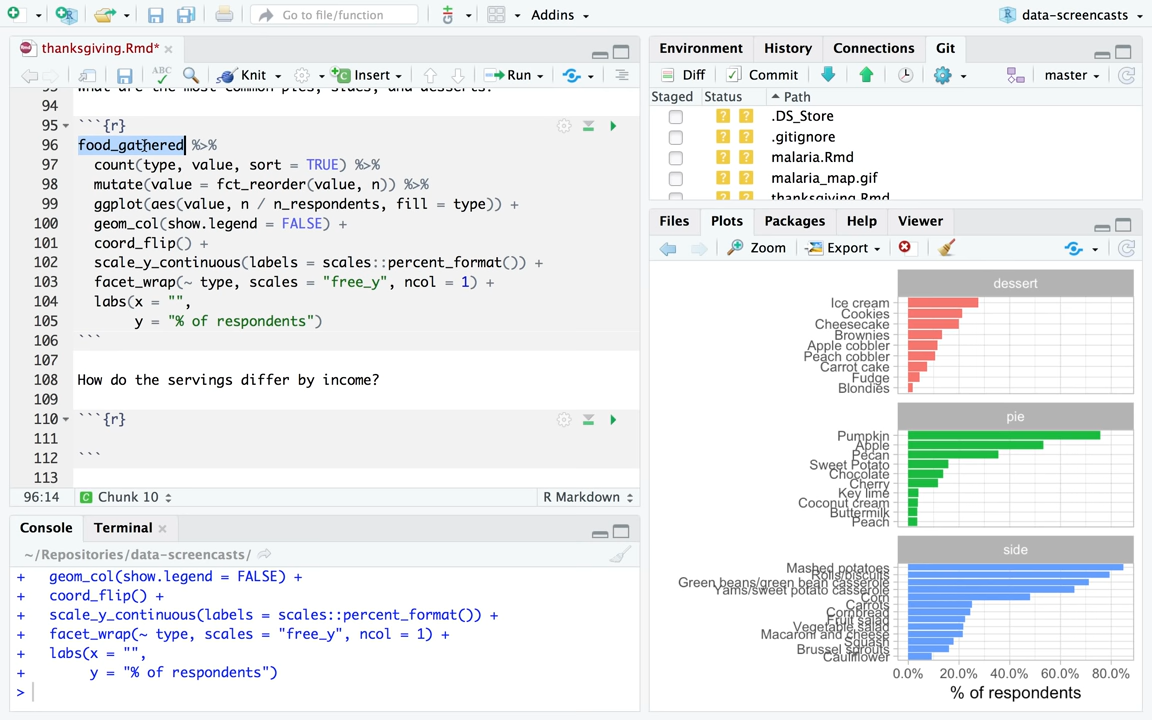 Go to file/function
Addins
data-screencasts
thanksgiving.Rmd*
ABC
Knit
Insert
Run
94
95 ```{r}
96 food_gathered %>%
97 count(type, value, sort = TRUE) %>%
98 mutate(value = fct_reorder(value, n)) %>%
99 ggplot(aes(value, n / n_respondents, fill = type)) +
100 geom_col(show.legend = FALSE) +
101 coord_flip() +
102 scale_y_continuous(labels = scales::percent_format()) +
103 facet_wrap(~ type, scales = "free_y", ncol = 1) +
104 labs(x = "",
105 y = "% of respondents")
106 ```
107
108 How do the servings differ by income?
109
110 ```{r}
111
112 ```
113
96:14 Chunk 10 R Markdown
Console Terminal
~/Repositories/data-screencasts/
+ geom_col(show.legend = FALSE) +
+ coord_flip() +
+ scale_y_continuous(labels = scales::percent_format()) +
+ facet_wrap(~ type, scales = "free_y", ncol = 1) +
+ labs(x = "",
+ y = "% of respondents")
>
Environment History Connections Git
Diff Commit master
Staged Status Path
? ? .DS_Store
? ? .gitignore
? ? malaria.Rmd
? ? malaria_map.gif
? ? thanksgiving.Rmd
Files Plots Packages Help Viewer
Zoom Export
dessert
Ice cream
Cookies
Cheesecake
Brownies
Apple cobbler
Peach cobbler
Carrot cake
Fudge
Blondies
pie
Pumpkin
Apple
Pecan
Sweet Potato
Chocolate
Cherry
Key lime
Coconut cream
Buttermilk
Peach
side
Mashed potatoes
Rolls/biscuits
Green beans/green bean casserole
Yams/sweet potato casserole
Corn
Carrots
Cornbread
Fruit salad
Vegetable salad
Macaroni and cheese
Squash
Brussel sprouts
Cauliflower
0.0% 20.0% 40.0% 60.0% 80.0%
% of respondents